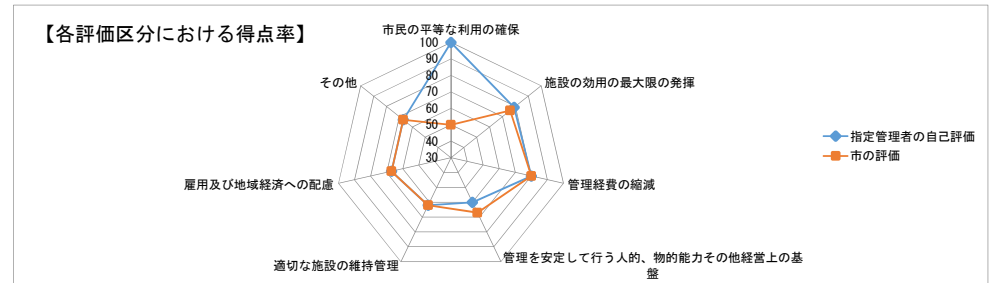 【各評価区分における得点率】
市民の平等な利用の確保
100
90
80
70
60
50
40
30
施設の効用の最大限の発揮
管理経費の縮減
管理を安定して行う人的、物的能力その他経営上の基
盤
適切な施設の維持管理
雇用及び地域経済への配慮
その他
指定管理者の自己評価
市の評価